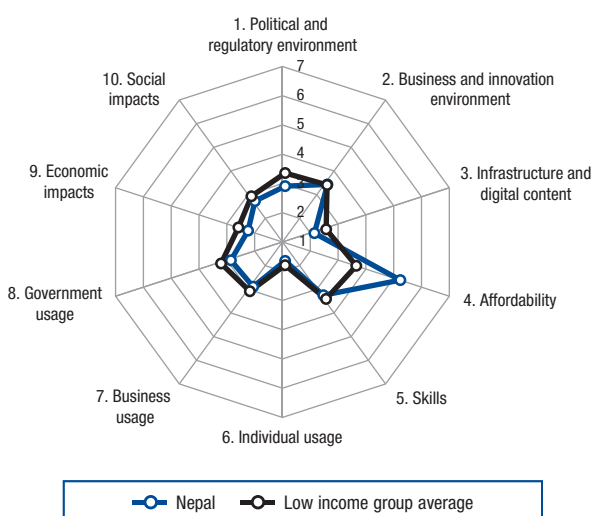 1. Political and
regulatory environment
2. Business and innovation
environment
3. Infrastructure and
digital content
4. Affordability
5. Skills
6. Individual usage
7. Business
usage
8. Government
usage
9. Economic
impacts
10. Social
impacts
7
6
5
4
3
2
1
Nepal
Low income group average